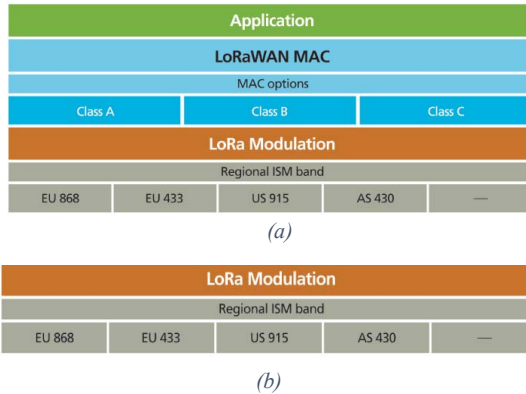 Application
LoRaWAN MAC
MAC options
Class A Class B Class C
LoRa Modulation
Regional ISM band
EU 868 EU 433 US 915 AS 430 —
(a)
LoRa Modulation
Regional ISM band
EU 868 EU 433 US 915 AS 430 —
(b)